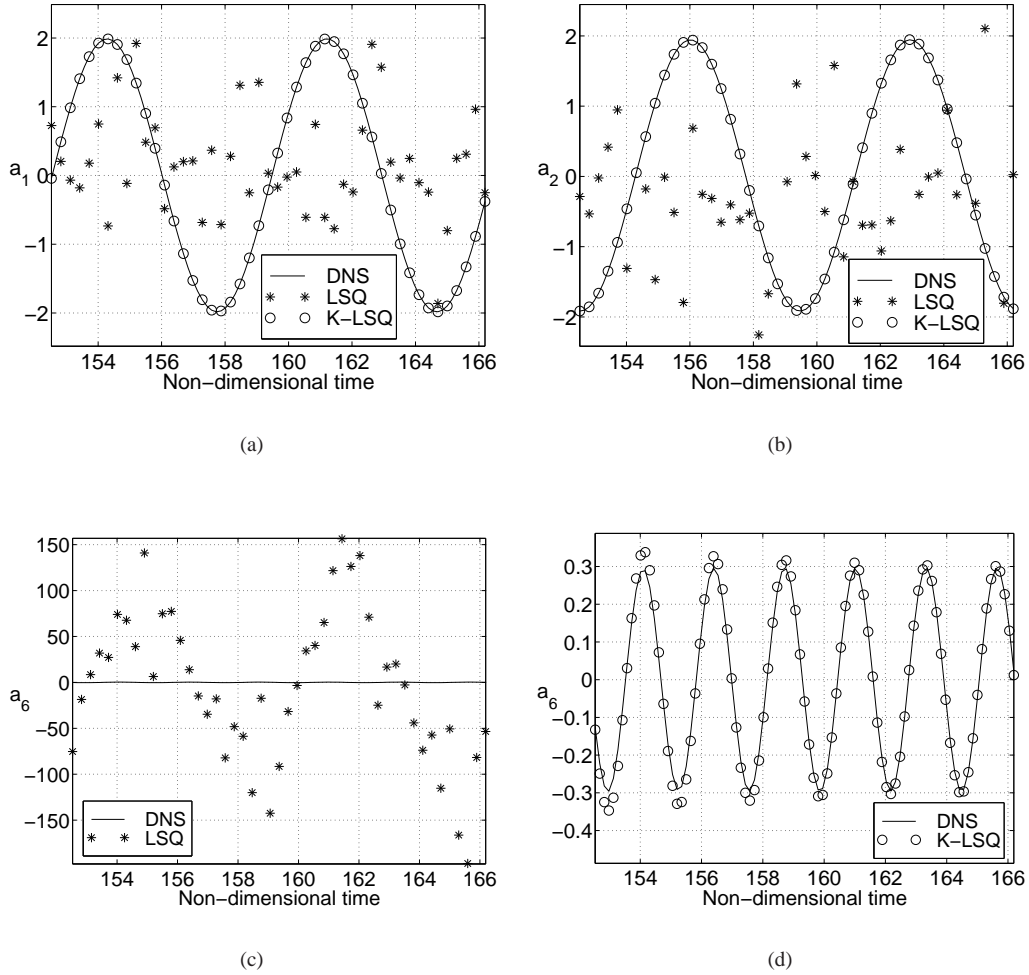 2
1
0
−1
−2
a1
154 156 158 160 162 164 166
Non−dimensional time
DNS
LSQ
K−LSQ
(a)
2
1
0
−1
−2
a2
154 156 158 160 162 164 166
Non−dimensional time
DNS
LSQ
K−LSQ
(b)
150
100
50
0
−50
−100
−150
a6
154 156 158 160 162 164 166
Non−dimensional time
DNS
LSQ
(c)
0.3
0.2
0.1
0
−0.1
−0.2
−0.3
−0.4
a6
154 156 158 160 162 164 166
Non−dimensional time
DNS
K−LSQ
(d)